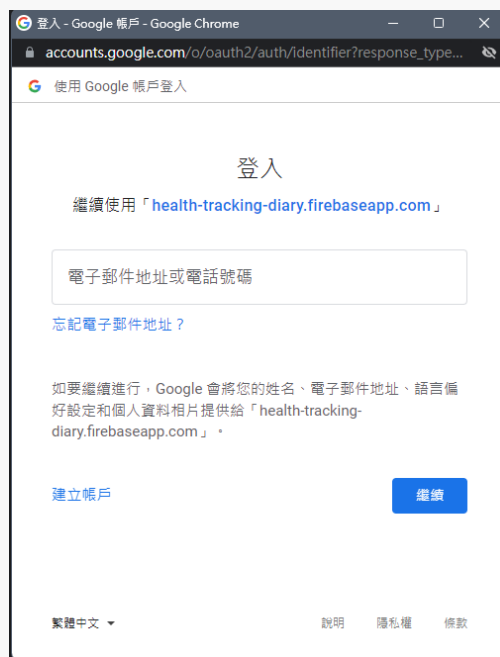 登入 - Google 帳戶 - Google Chrome
accounts.google.com/o/oauth2/auth/identifier?response_type...
使用 Google 帳戶登入
登入
繼續使用「health-tracking-diary.firebaseapp.com」
電子郵件地址或電話號碼
忘記電子郵件地址？
如要繼續進行，Google 會將您的姓名、電子郵件地址、語言偏
好設定和個人資料相片提供給「health-tracking-
diary.firebaseapp.com」。
建立帳戶
繼續
繁體中文
說明 隱私權 條款